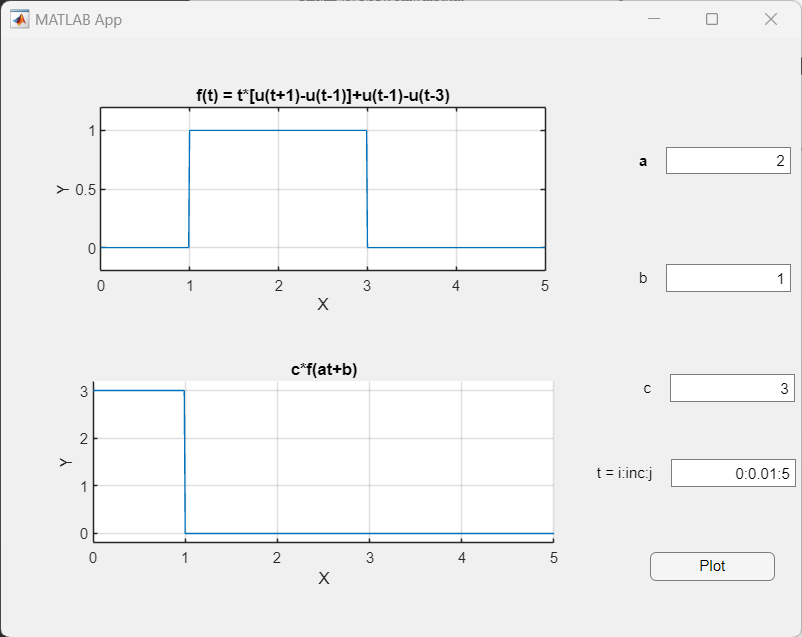 MATLAB App
f(t) = t*[u(t+1)-u(t-1)]+u(t-1)-u(t-3)
1
0.5
0
Y
0 1 2 3 4 5
X
a 2
b 1
c*f(at+b)
3
2
1
0
Y
0 1 2 3 4 5
X
c 3
t = i:inc:j 0:0.01:5
Plot